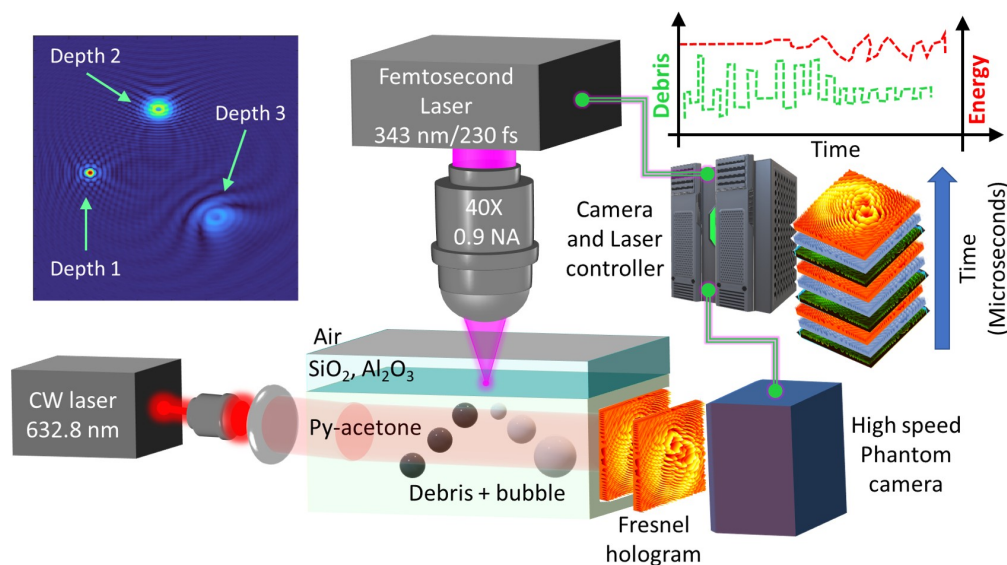 Depth 2
Depth 3
Depth 1
Femtosecond
Laser
343 nm/230 fs
40X
0.9 NA
Debris
Energy
Time
Camera
and Laser
controller
Time
(Microseconds)
Air
SiO₂, Al₂O₃
CW laser
632.8 nm
Py-acetone
Debris + bubble
Fresnel
hologram
High speed
Phantom
camera